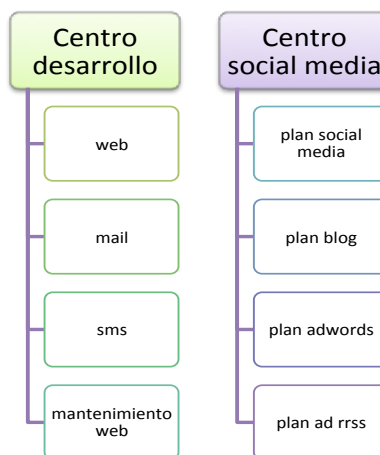 Centro
desarrollo
web
mail
sms
mantenimiento
web
Centro
social media
plan social
media
plan blog
plan adwords
plan ad rrss